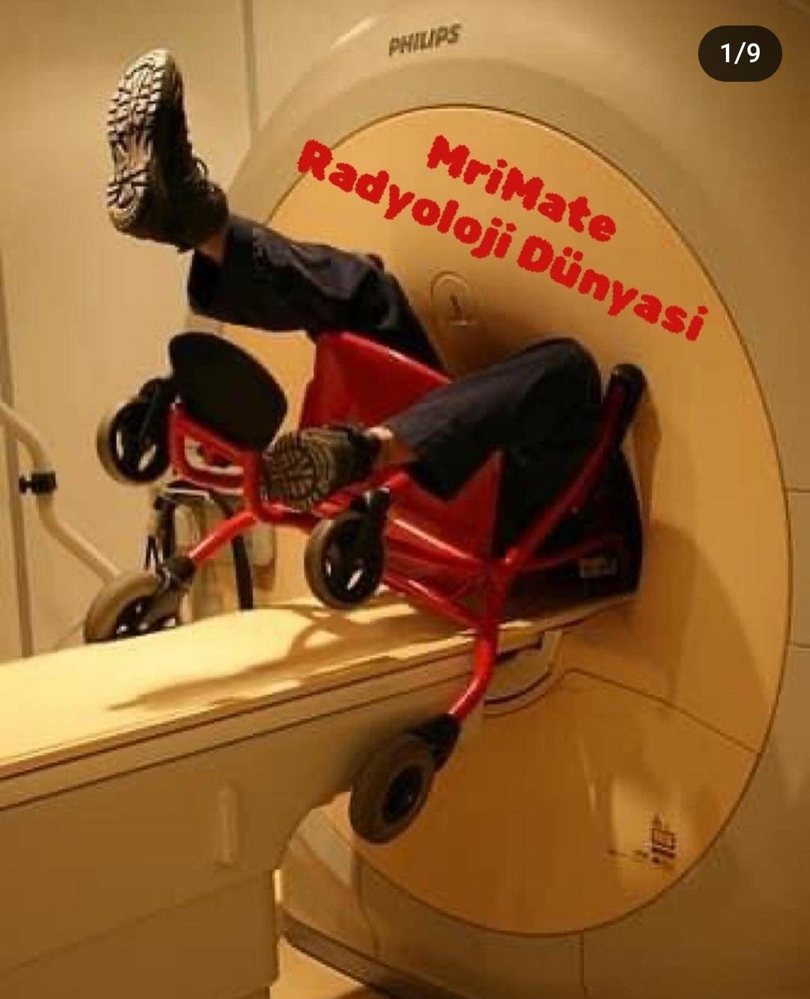 PHILIPS
1/9
MriMate
Radyoloji Dünyasi